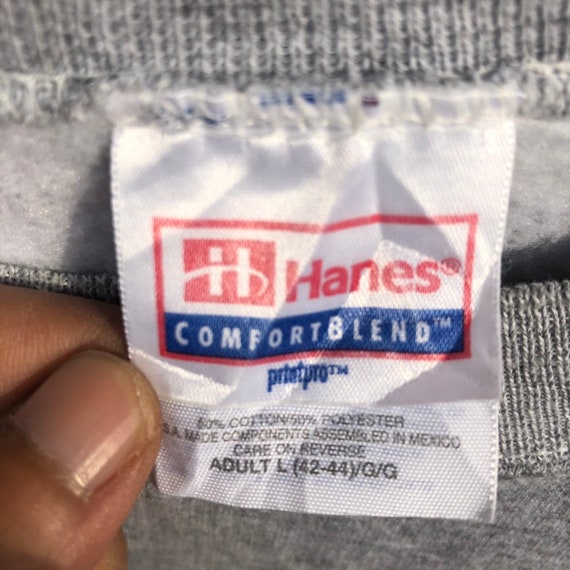 H Hanes®
COMFORTBLEND™
printpro™
50% COTTON/50% POLYESTER
MADE COMPONENTS ASSEMBLED IN MEXICO
CARE ON REVERSE
ADULT L (42-44)/G/G